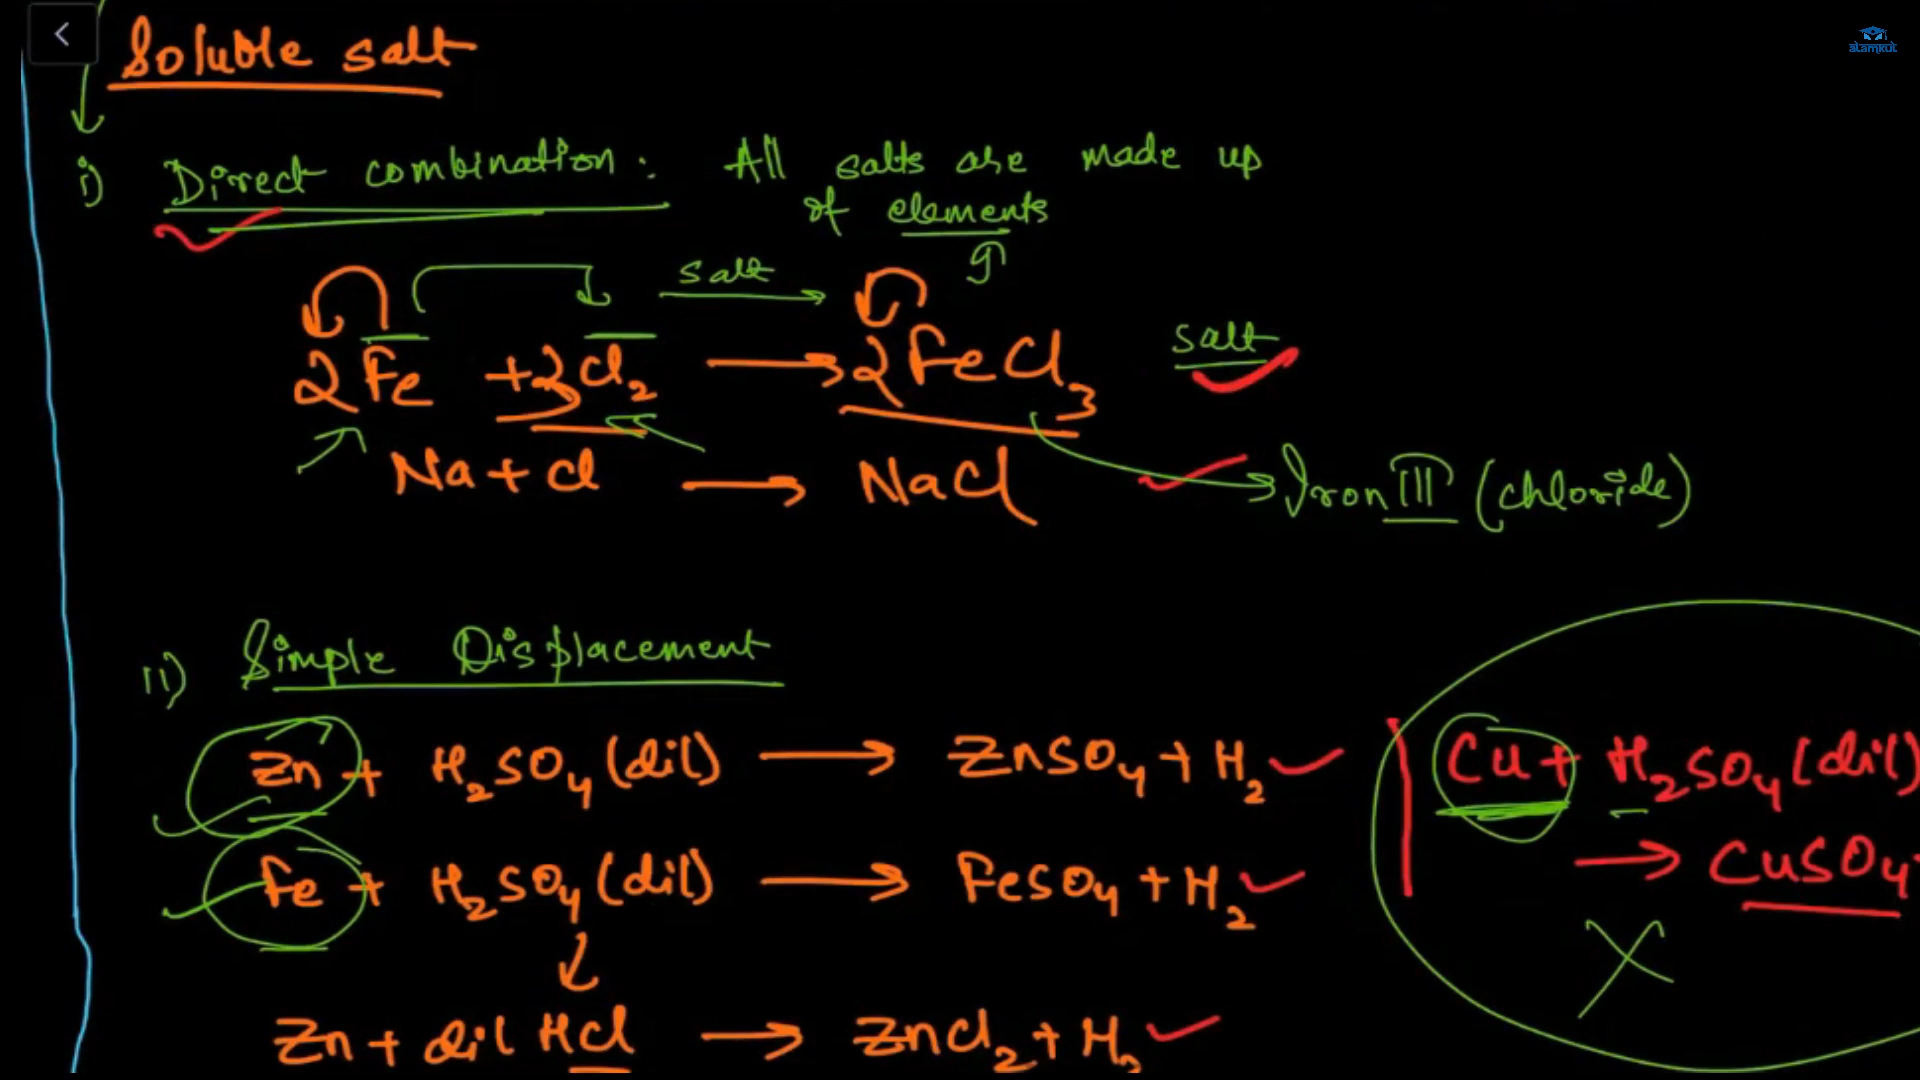 Soluble salt
alamkut
i) Direct combination: All salts are made up
of elements
salt
2Fe + 3Cl₂ → 2FeCl₃ salt
Na + Cl → NaCl
Iron III (chloride)
II) Simple Displacement
Zn + H₂SO₄ (dil) → ZnSO₄ + H₂
Cu + H₂SO₄ (dil)
→ CuSO₄
Fe + H₂SO₄ (dil) → FeSO₄ + H₂
Zn + dil HCl → ZnCl₂ + H₂